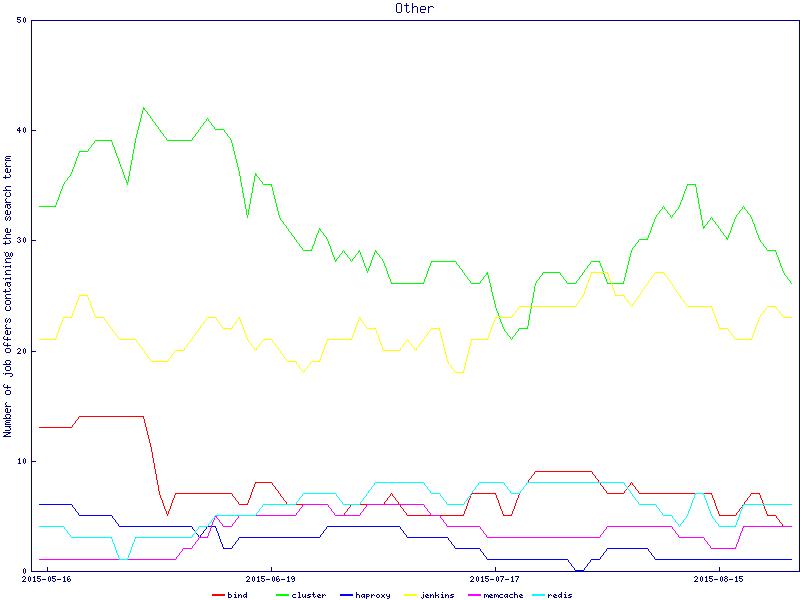 Other
Number of job offers containing the search term
50
40
30
20
10
0
2015-05-16 2015-06-19 2015-07-17 2015-08-15
bind cluster haproxy jenkins memcache redis